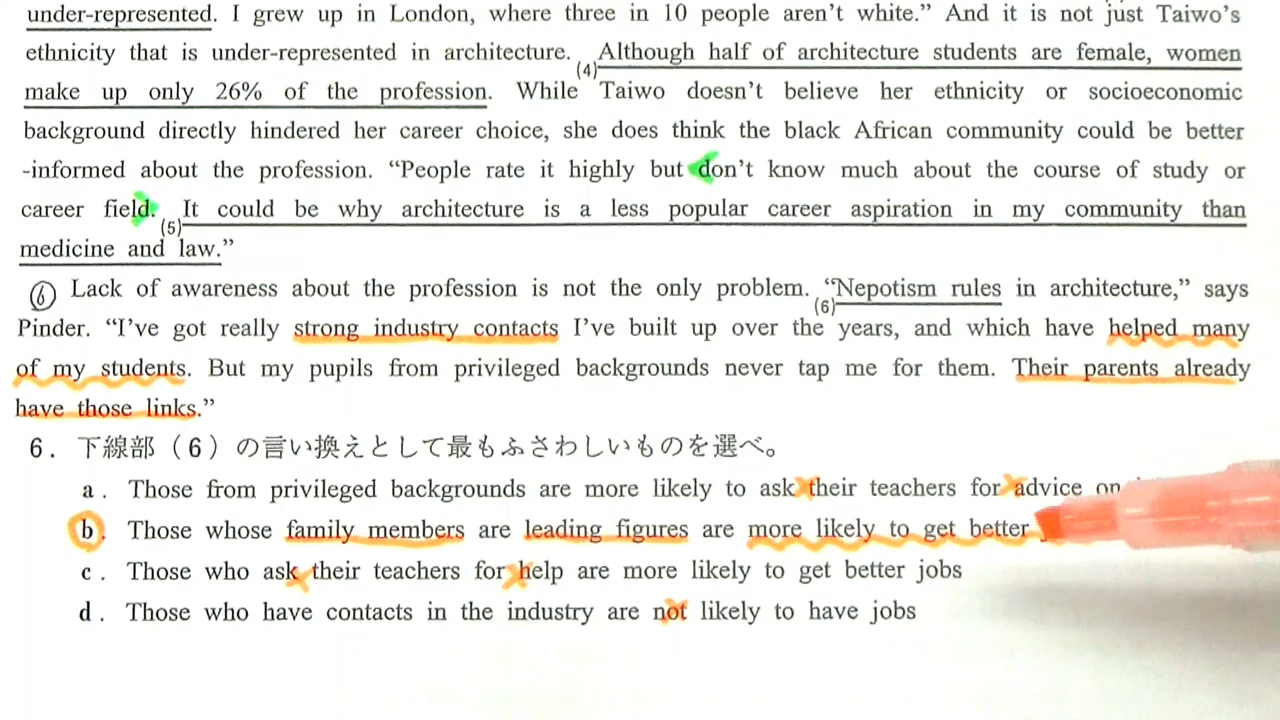 under-represented. I grew up in London, where three in 10 people aren't white.” And it is not just Taiwo's
ethnicity that is under-represented in architecture. (4)Although half of architecture students are female, women
make up only 26% of the profession. While Taiwo doesn't believe her ethnicity or socioeconomic
background directly hindered her career choice, she does think the black African community could be better
-informed about the profession. “People rate it highly but don't know much about the course of study or
career field. (5)It could be why architecture is a less popular career aspiration in my community than
medicine and law.”
⑥ Lack of awareness about the profession is not the only problem. (6)“Nepotism rules in architecture,” says
Pinder. “I've got really strong industry contacts I've built up over the years, and which have helped many
of my students. But my pupils from privileged backgrounds never tap me for them. Their parents already
have those links.”
6. 下線部(6)の言い換えとして最もふさわしいものを選べ。
a. Those from privileged backgrounds are more likely to ask their teachers for advice on
b. Those whose family members are leading figures are more likely to get better
c. Those who ask their teachers for help are more likely to get better jobs
d. Those who have contacts in the industry are not likely to have jobs